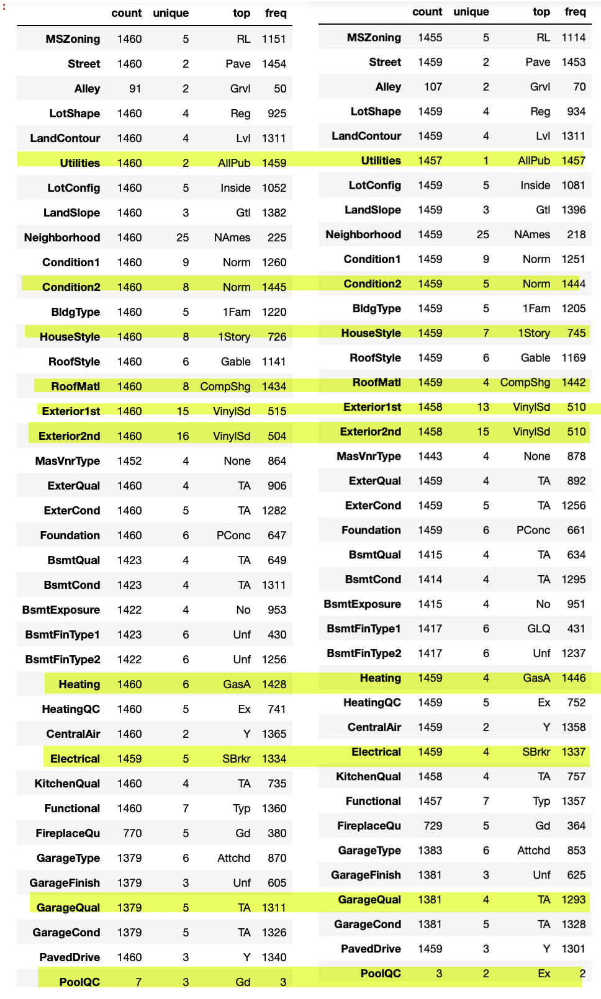 count unique top freq count unique top freq
MSZoning 1460 5 RL 1151 MSZoning 1455 5 RL 1114
Street 1460 2 Pave 1454 Street 1459 2 Pave 1453
Alley 91 2 Grvl 50 Alley 107 2 Grvl 70
LotShape 1460 4 Reg 925 LotShape 1459 4 Reg 934
LandContour 1460 4 Lvl 1311 LandContour 1459 4 Lvl 1311
Utilities 1460 2 AllPub 1459 Utilities 1457 1 AllPub 1457
LotConfig 1460 5 Inside 1052 LotConfig 1459 5 Inside 1081
LandSlope 1460 3 Gtl 1382 LandSlope 1459 3 Gtl 1396
Neighborhood 1460 25 NAmes 225 Neighborhood 1459 25 NAmes 218
Condition1 1460 9 Norm 1260 Condition1 1459 9 Norm 1251
Condition2 1460 8 Norm 1445 Condition2 1459 5 Norm 1444
BldgType 1460 5 1Fam 1220 BldgType 1459 5 1Fam 1205
HouseStyle 1460 8 1Story 726 HouseStyle 1459 7 1Story 745
RoofStyle 1460 6 Gable 1141 RoofStyle 1459 6 Gable 1169
RoofMatl 1460 8 CompShg 1434 RoofMatl 1459 4 CompShg 1442
Exterior1st 1460 15 VinylSd 515 Exterior1st 1458 13 VinylSd 510
Exterior2nd 1460 16 VinylSd 504 Exterior2nd 1458 15 VinylSd 510
MasVnrType 1452 4 None 864 MasVnrType 1443 4 None 878
ExterQual 1460 4 TA 906 ExterQual 1459 4 TA 892
ExterCond 1460 5 TA 1282 ExterCond 1459 5 TA 1256
Foundation 1460 6 PConc 647 Foundation 1459 6 PConc 661
BsmtQual 1423 4 TA 649 BsmtQual 1415 4 TA 634
BsmtCond 1423 4 TA 1311 BsmtCond 1414 4 TA 1295
BsmtExposure 1422 4 No 953 BsmtExposure 1415 4 No 951
BsmtFinType1 1423 6 Unf 430 BsmtFinType1 1417 6 GLQ 431
BsmtFinType2 1422 6 Unf 1256 BsmtFinType2 1417 6 Unf 1237
Heating 1460 6 GasA 1428 Heating 1459 4 GasA 1446
HeatingQC 1460 5 Ex 741 HeatingQC 1459 5 Ex 752
CentralAir 1460 2 Y 1365 CentralAir 1459 2 Y 1358
Electrical 1459 5 SBrkr 1334 Electrical 1459 4 SBrkr 1337
KitchenQual 1460 4 TA 735 KitchenQual 1458 4 TA 757
Functional 1460 7 Typ 1360 Functional 1457 7 Typ 1357
FireplaceQu 770 5 Gd 380 FireplaceQu 729 5 Gd 364
GarageType 1379 6 Attchd 870 GarageType 1383 6 Attchd 853
GarageFinish 1379 3 Unf 605 GarageFinish 1381 3 Unf 625
GarageQual 1379 5 TA 1311 GarageQual 1381 4 TA 1293
GarageCond 1379 5 TA 1326 GarageCond 1381 5 TA 1328
PavedDrive 1460 3 Y 1340 PavedDrive 1459 3 Y 1301
PoolQC 7 3 Gd 3 PoolQC 3 2 Ex 2